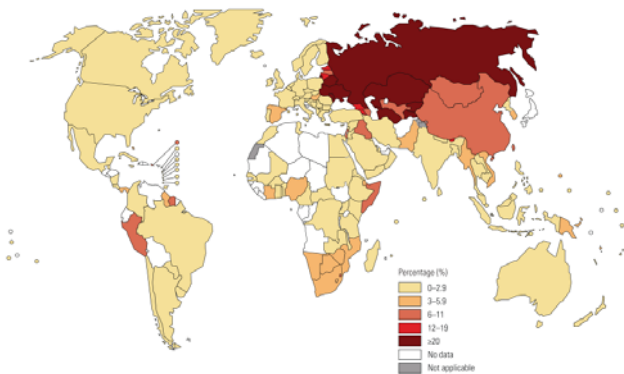 Percentage (%)
0–2.9
3–5.9
6–11
12–19
≥20
No data
Not applicable